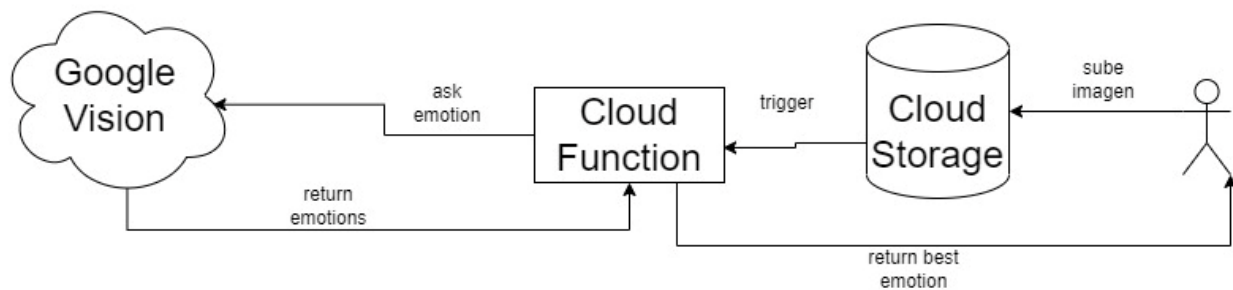 Google
Vision
ask
emotion
Cloud
Function
trigger
Cloud
Storage
sube
imagen
return
emotions
return best
emotion